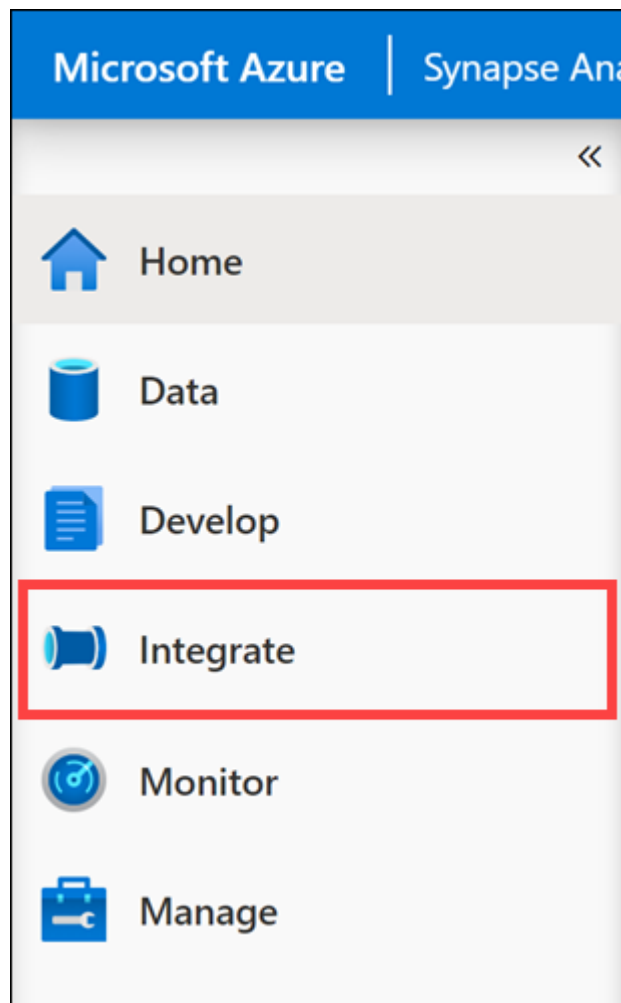 Microsoft Azure | Synapse Ana
«
Home
Data
Develop
Integrate
Monitor
Manage